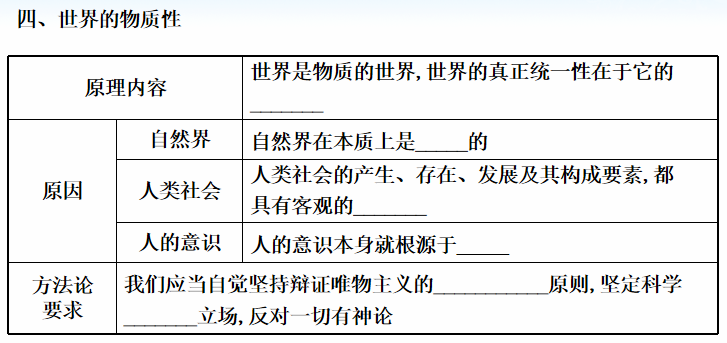 四、世界的物质性
原理内容
世界是物质的世界,世界的真正统一性在于它的
_______
原因
自然界
自然界在本质上是_____的
人类社会
人类社会的产生、存在、发展及其构成要素,都
具有客观的_______
人的意识
人的意识本身就根源于_____
方法论
要求
我们应当自觉坚持辩证唯物主义的___________原则,坚定科学
_______立场,反对一切有神论